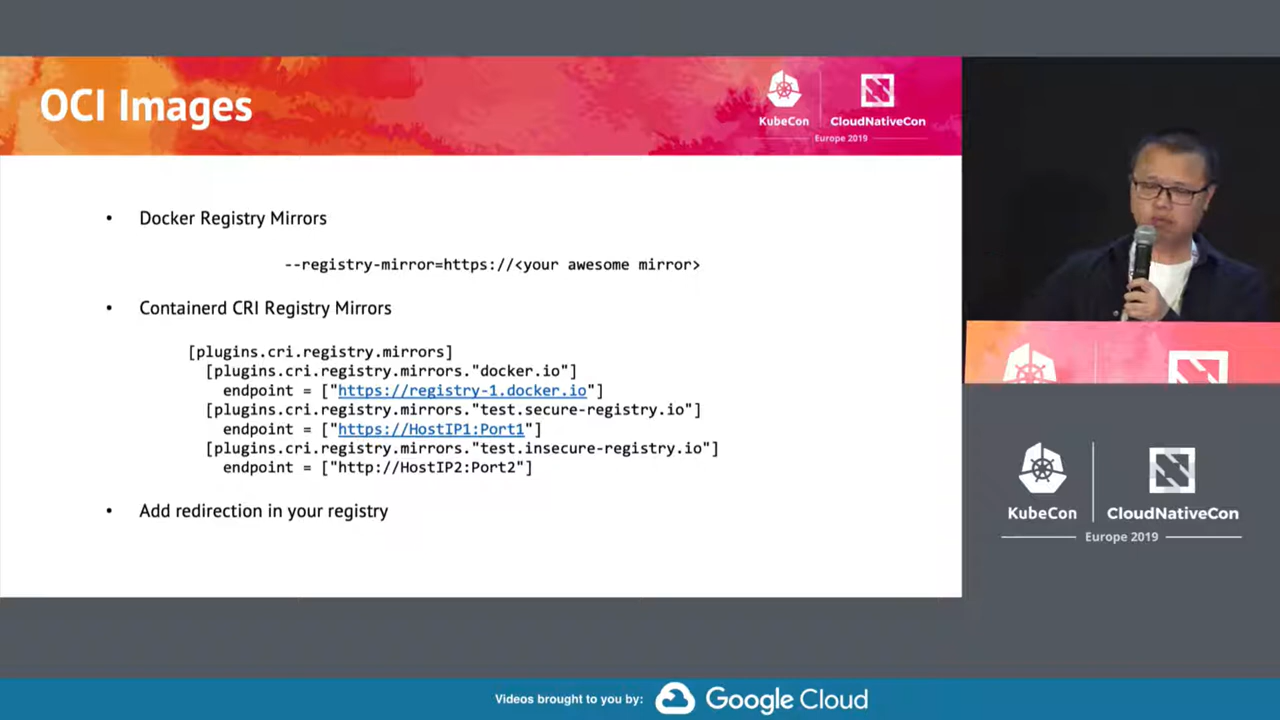 OCI Images
KubeCon
CloudNativeCon
Europe 2019
• Docker Registry Mirrors
--registry-mirror=https://<your awesome mirror>
• Containerd CRI Registry Mirrors
[plugins.cri.registry.mirrors]
[plugins.cri.registry.mirrors."docker.io"]
endpoint = ["https://registry-1.docker.io"]
[plugins.cri.registry.mirrors."test.secure-registry.io"]
endpoint = ["https://HostIP1:Port1"]
[plugins.cri.registry.mirrors."test.insecure-registry.io"]
endpoint = ["http://HostIP2:Port2"]
• Add redirection in your registry
KubeCon
CloudNativeCon
Europe 2019
Videos brought to you by:
Google Cloud